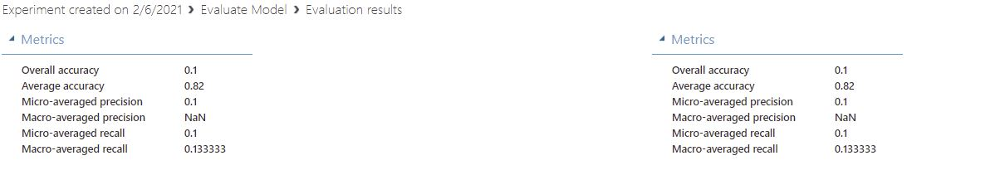 Experiment created on 2/6/2021 › Evaluate Model › Evaluation results
Metrics
Overall accuracy 0.1
Average accuracy 0.82
Micro-averaged precision 0.1
Macro-averaged precision NaN
Micro-averaged recall 0.1
Macro-averaged recall 0.133333
Metrics
Overall accuracy 0.1
Average accuracy 0.82
Micro-averaged precision 0.1
Macro-averaged precision NaN
Micro-averaged recall 0.1
Macro-averaged recall 0.133333